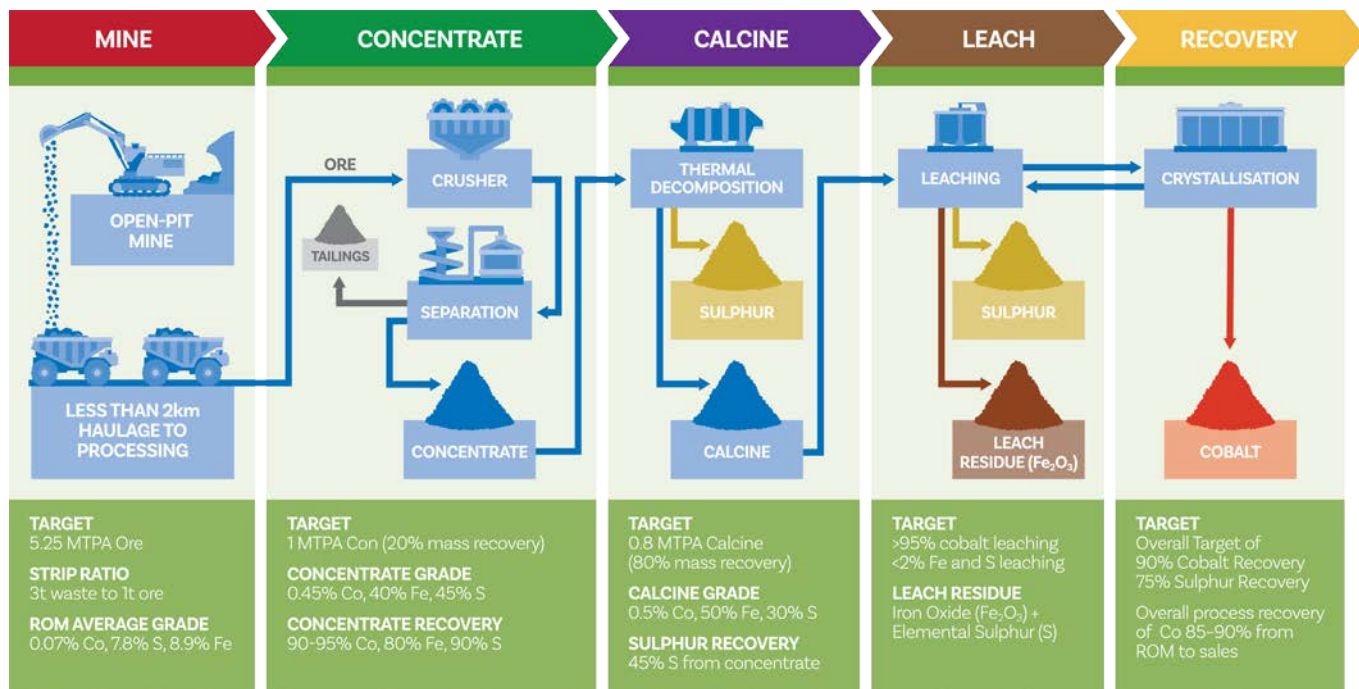 MINE
OPEN-PIT
MINE
LESS THAN 2km
HAULAGE TO
PROCESSING
TARGET
5.25 MTPA Ore
STRIP RATIO
3t waste to 1t ore
ROM AVERAGE GRADE
0.07% Co, 7.8% S, 8.9% Fe
CONCENTRATE
ORE
CRUSHER
TAILINGS
SEPARATION
CONCENTRATE
TARGET
1 MTPA Con (20% mass recovery)
CONCENTRATE GRADE
0.45% Co, 40% Fe, 45% S
CONCENTRATE RECOVERY
90-95% Co, 80% Fe, 90% S
CALCINE
THERMAL
DECOMPOSITION
SULPHUR
CALCINE
TARGET
0.8 MTPA Calcine
(80% mass recovery)
CALCINE GRADE
0.5% Co, 50% Fe, 30% S
SULPHUR RECOVERY
45% S from concentrate
LEACH
LEACHING
SULPHUR
LEACH
RESIDUE (Fe₂O₃)
TARGET
>95% cobalt leaching
<2% Fe and S leaching
LEACH RESIDUE
Iron Oxide (Fe₂O₃) +
Elemental Sulphur (S)
RECOVERY
CRYSTALLISATION
COBALT
TARGET
Overall Target of
90% Cobalt Recovery
75% Sulphur Recovery
Overall process recovery
of Co 85-90% from
ROM to sales